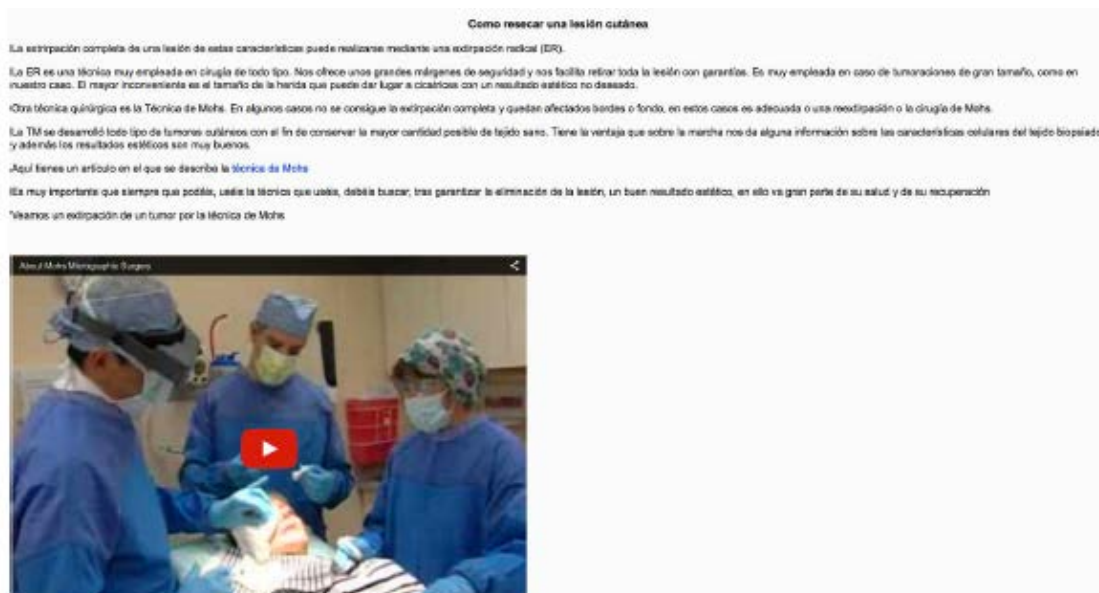 Como resecar una lesión cutánea
La estirpación completa de una lesión de estas características puede realizarse mediante una extirpación radical (ER).
La ER es una técnica muy empleada en cirugía de todo tipo. Nos ofrece unos grandes márgenes de seguridad y nos facilita retirar toda la lesión con garantías. Es muy empleada en caso de tumoraciones de gran tamaño, como en
nuestro caso. El mayor inconveniente es el tamaño de la herida que puede dar lugar a cicatrices con un resultado estético no deseado.
Otra técnica quirúrgica es la Técnica de Mohs. En algunos casos no se consigue la extirpación completa y quedan afectados bordes o fondo, en estos casos es adecuada o una reextirpación o la cirugía de Mohs.
La TM se desarrolló todo tipo de tumores cutáneos con el fin de conservar la mayor cantidad posible de tejido sano. Tiene la ventaja que sobre la marcha nos da alguna información sobre las características celulares del tejido biopsiado
y además los resultados estéticos son muy buenos.
Aquí tienes un artículo en el que se describe la técnica de Mohs
Es muy importante que siempre que podáis, uséis la técnica que uséis, debéis buscar, tras garantizar la eliminación de la lesión, un buen resultado estético, en ello va gran parte de su salud y de su recuperación
Veamos un extirpación de un tumor por la técnica de Mohs
About Mohs Micrographic Surgery